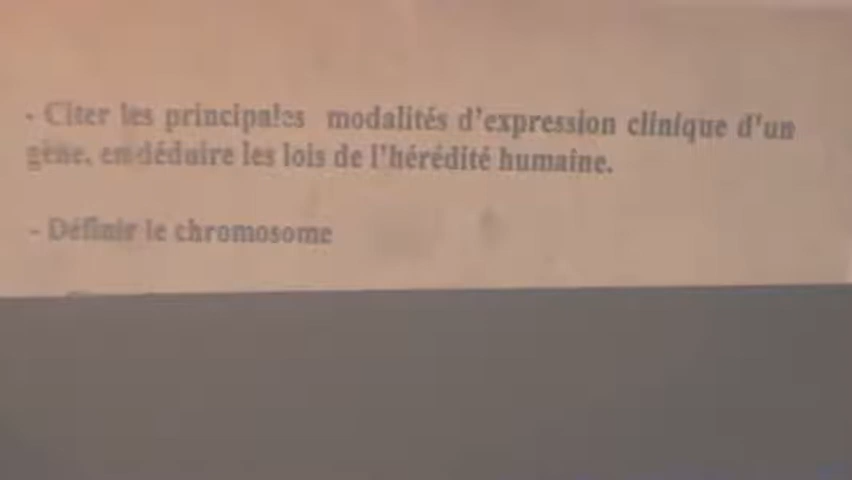 - Citer les principales modalités d'expression clinique d'un
gène, en déduire les lois de l'hérédité humaine.
- Définir le chromosome